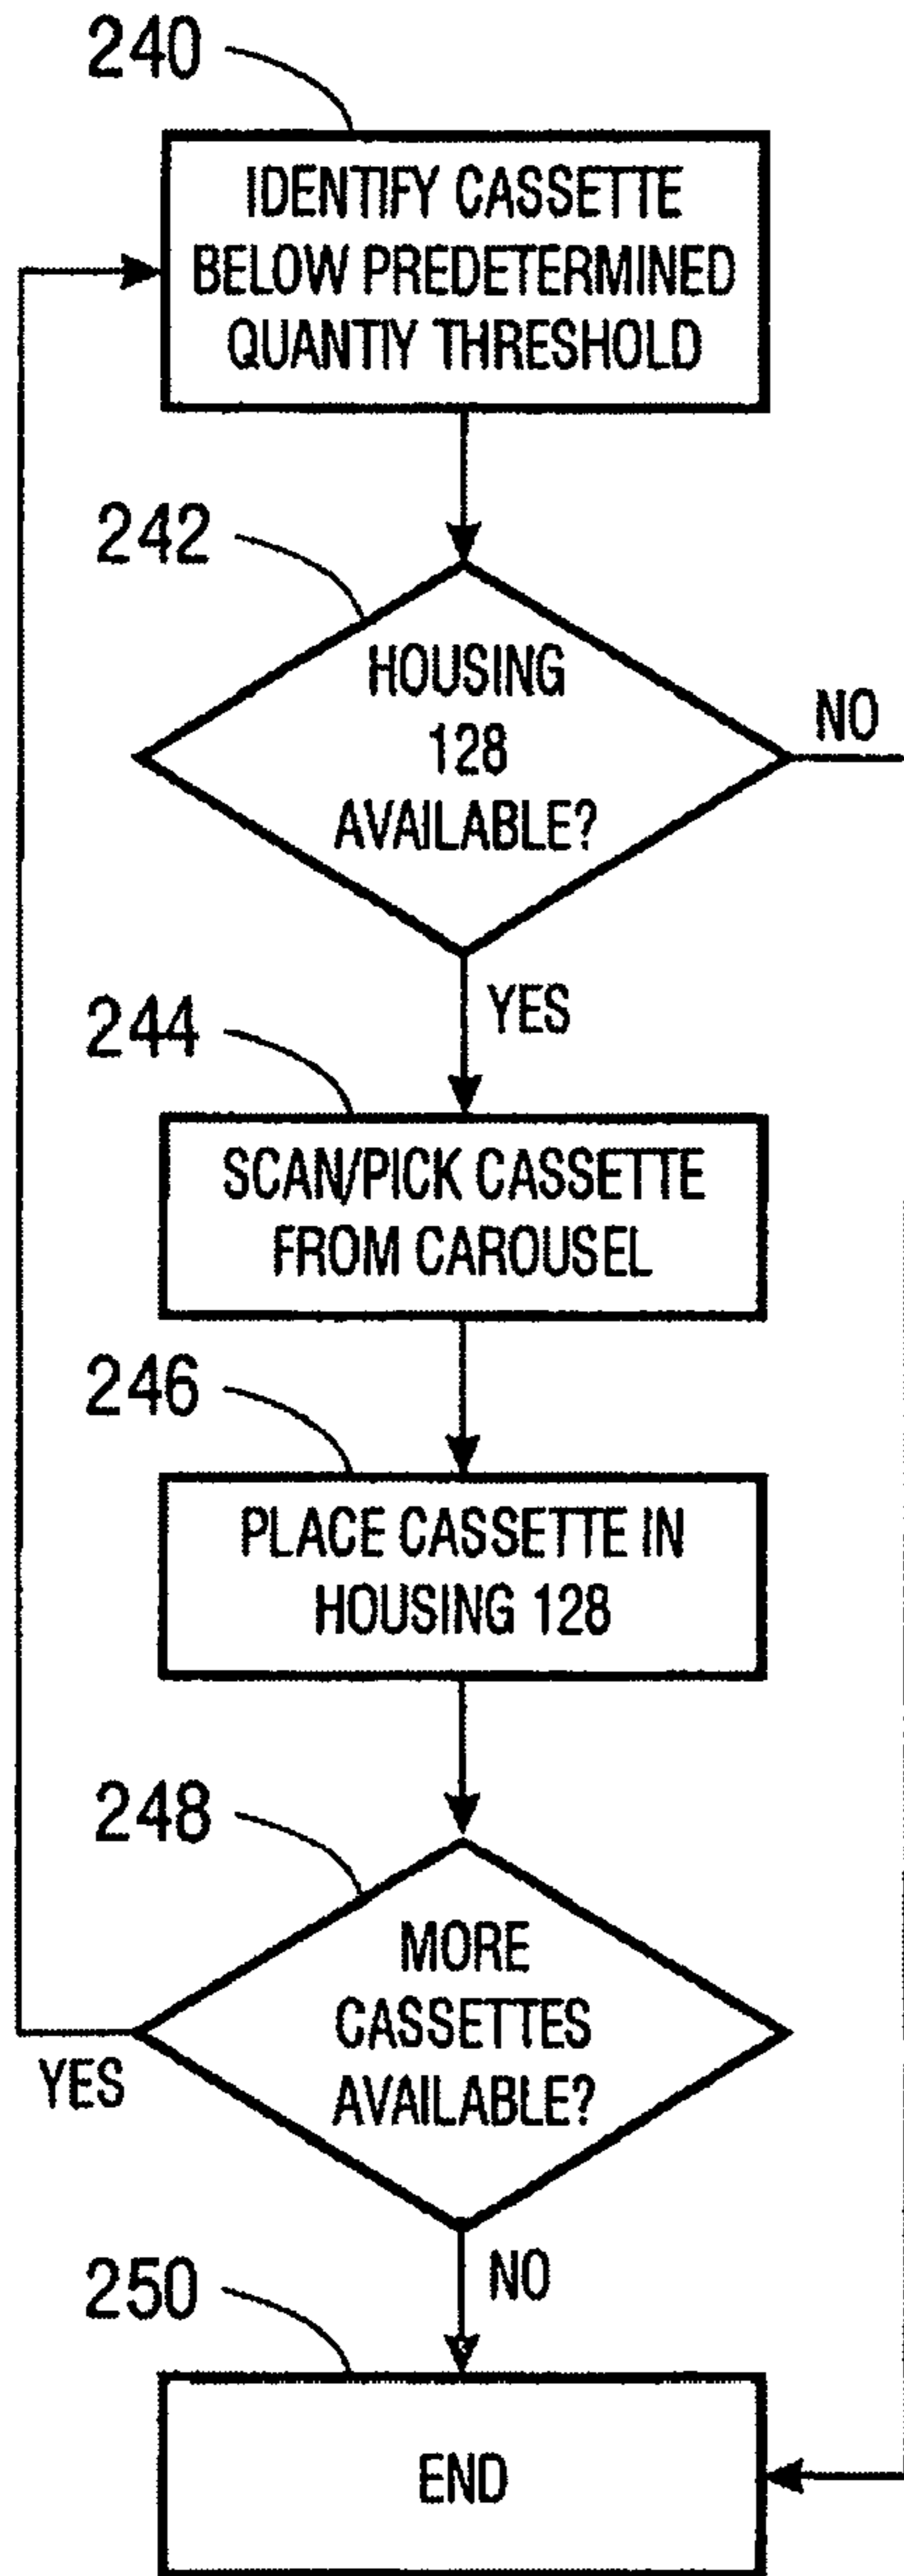 240
IDENTIFY CASSETTE
BELOW PREDETERMINED
QUANTIY THRESHOLD
242
HOUSING
128
AVAILABLE?
NO
YES
244
SCAN/PICK CASSETTE
FROM CAROUSEL
246
PLACE CASSETTE IN
HOUSING 128
248
MORE
CASSETTES
AVAILABLE?
YES
NO
250
END